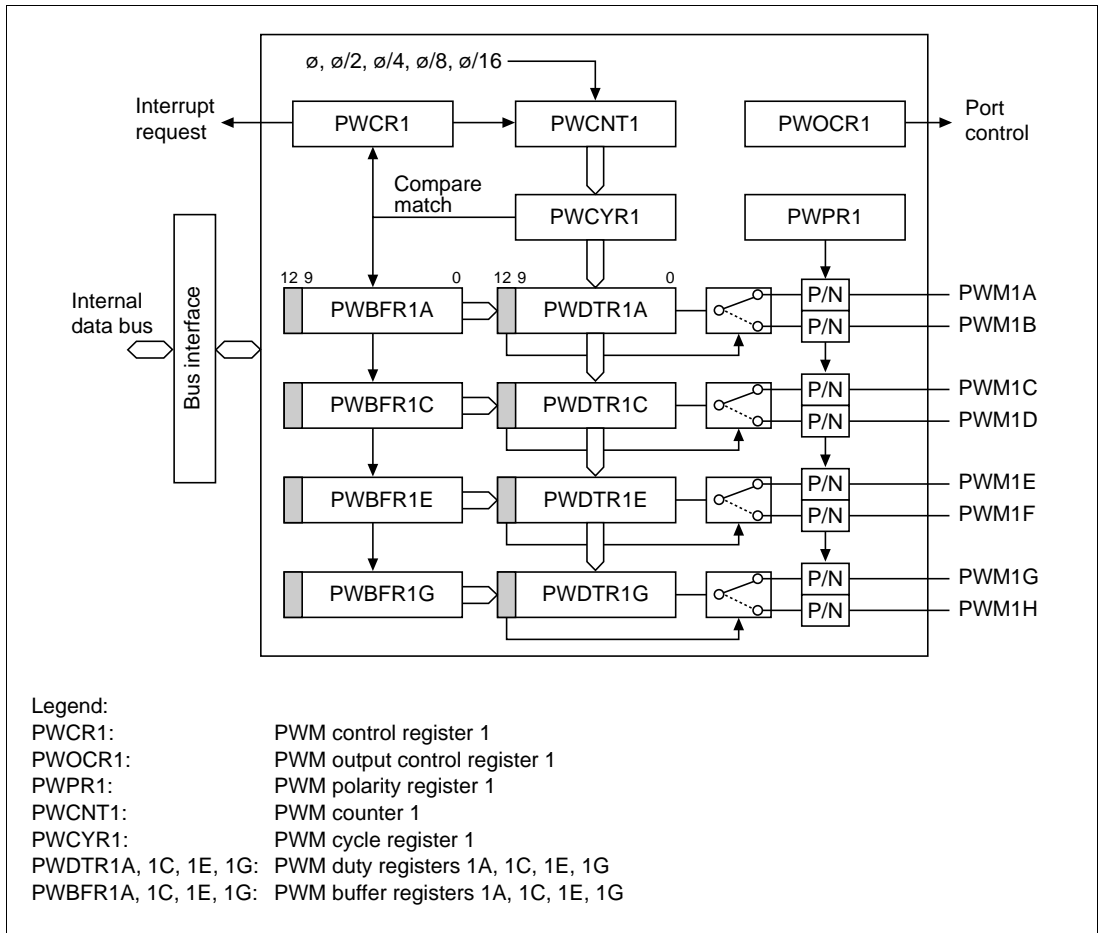 ø, ø/2, ø/4, ø/8, ø/16
Interrupt
request
PWCR1
PWCNT1
PWOCR1
Port
control
Compare
match
PWCYR1
PWPR1
Internal
data bus
Bus interface
12 9 0
12 9 0
PWBFR1A
PWDTR1A
P/N
PWM1A
P/N
PWM1B
PWBFR1C
PWDTR1C
P/N
PWM1C
P/N
PWM1D
PWBFR1E
PWDTR1E
P/N
PWM1E
P/N
PWM1F
PWBFR1G
PWDTR1G
P/N
PWM1G
P/N
PWM1H
Legend:
PWCR1: PWM control register 1
PWOCR1: PWM output control register 1
PWPR1: PWM polarity register 1
PWCNT1: PWM counter 1
PWCYR1: PWM cycle register 1
PWDTR1A, 1C, 1E, 1G: PWM duty registers 1A, 1C, 1E, 1G
PWBFR1A, 1C, 1E, 1G: PWM buffer registers 1A, 1C, 1E, 1G